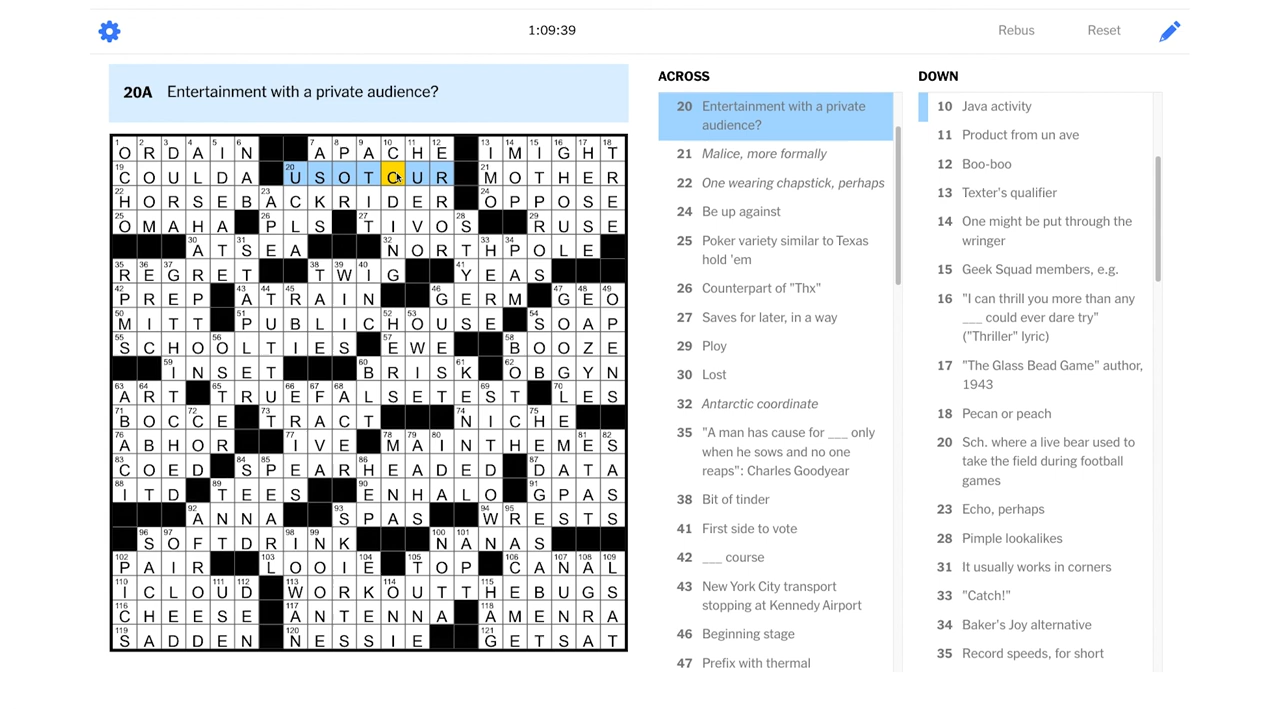 1:09:39
Rebus
Reset
20A Entertainment with a private audience?
ACROSS
20 Entertainment with a private
audience?
21 Malice, more formally
22 One wearing chapstick, perhaps
24 Be up against
25 Poker variety similar to Texas
hold 'em
26 Counterpart of "Thx"
27 Saves for later, in a way
29 Ploy
30 Lost
32 Antarctic coordinate
35 "A man has cause for ___ only
when he sows and no one
reaps": Charles Goodyear
38 Bit of tinder
41 First side to vote
42 ___ course
43 New York City transport
stopping at Kennedy Airport
46 Beginning stage
47 Prefix with thermal
DOWN
10 Java activity
11 Product from un ave
12 Boo-boo
13 Texter's qualifier
14 One might be put through the
wringer
15 Geek Squad members, e.g.
16 "I can thrill you more than any
___ could ever dare try"
("Thriller" lyric)
17 "The Glass Bead Game" author,
1943
18 Pecan or peach
20 Sch. where a live bear used to
take the field during football
games
23 Echo, perhaps
28 Pimple lookalikes
31 It usually works in corners
33 "Catch!"
34 Baker's Joy alternative
35 Record speeds, for short
ORDAIN APACHE IMIGHT
COULDA USOTOUR MOTHER
HORSEBACKRIDER OPPOSE
OMAHA PLS TIVOS RUSE
ATSEA NORTHPOLE
REGRET TWIG YEAS
PREP ATRAIN GERM GEO
MITT PUBLICHOUSE SOAP
SCHOOLTIES EWE BOOZE
INSET BRISK OBGYN
ART TRUEFALSETEST LES
BOCCE TRACT NICHE
ABHOR IVE MAINTHEMES
COED SPEARHEADED DATA
ITD TEES ENHALO GPAS
ANNA SPAS WRESTS
SOFTDRINK NANAS
PAIR LOOIE TOP CANAL
ICLOUD WORKOUTTHEBUGS
CHEESE ANTENNA AMENRA
SADDEN NESSIE GETSAT